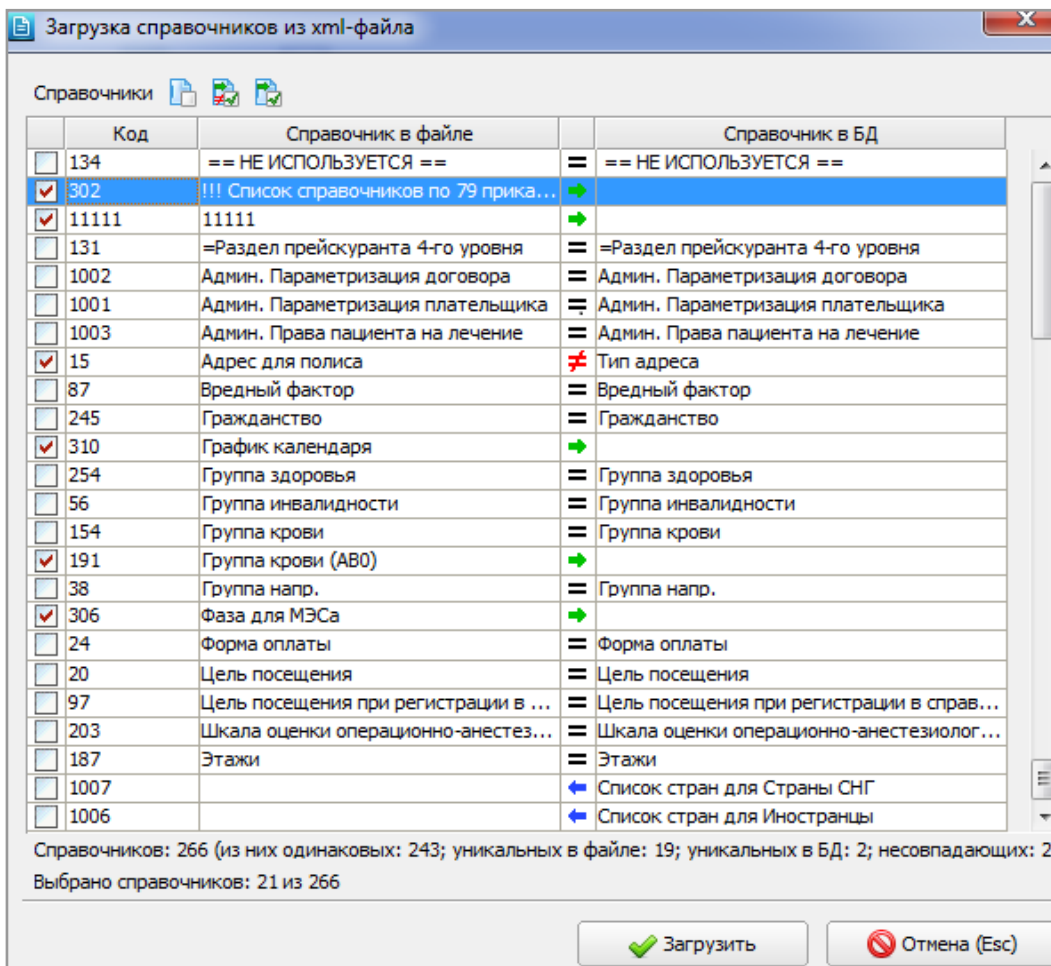 Загрузка справочников из xml-файла
Справочники
Код Справочник в файле Справочник в БД
134 == НЕ ИСПОЛЬЗУЕТСЯ == = == НЕ ИСПОЛЬЗУЕТСЯ ==
302 !!! Список справочников по 79 прика...
11111 11111
131 =Раздел прейскуранта 4-го уровня = =Раздел прейскуранта 4-го уровня
1002 Админ. Параметризация договора = Админ. Параметризация договора
1001 Админ. Параметризация плательщика = Админ. Параметризация плательщика
1003 Админ. Права пациента на лечение = Админ. Права пациента на лечение
15 Адрес для полиса ≠ Тип адреса
87 Вредный фактор = Вредный фактор
245 Гражданство = Гражданство
310 График календаря
254 Группа здоровья = Группа здоровья
56 Группа инвалидности = Группа инвалидности
154 Группа крови = Группа крови
191 Группа крови (AB0)
38 Группа напр. = Группа напр.
306 Фаза для МЭСа
24 Форма оплаты = Форма оплаты
20 Цель посещения = Цель посещения
97 Цель посещения при регистрации в ... = Цель посещения при регистрации в справ...
203 Шкала оценки операционно-анестез... = Шкала оценки операционно-анестезиолог...
187 Этажи = Этажи
1007 Список стран для Страны СНГ
1006 Список стран для Иностранцы
Справочников: 266 (из них одинаковых: 243; уникальных в файле: 19; уникальных в БД: 2; несовпадающих: 2
Выбрано справочников: 21 из 266
Загрузить Отмена (Esc)